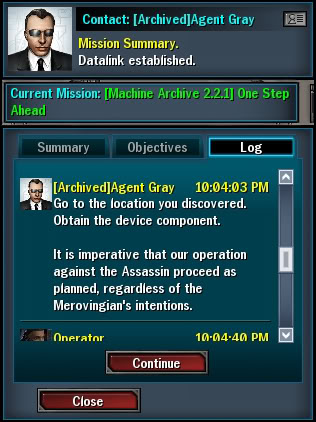 Contact: [Archived]Agent Gray
Mission Summary.
Datalink established.
Current Mission: [Machine Archive 2.2.1] One Step
Ahead
Summary
Objectives
Log
[Archived]Agent Gray 10:04:03 PM
Go to the location you discovered.
Obtain the device component.
It is imperative that our operation
against the Assassin proceed as
planned, regardless of the
Merovingian's intentions.
Operator 10:04:40 PM
Continue
Close